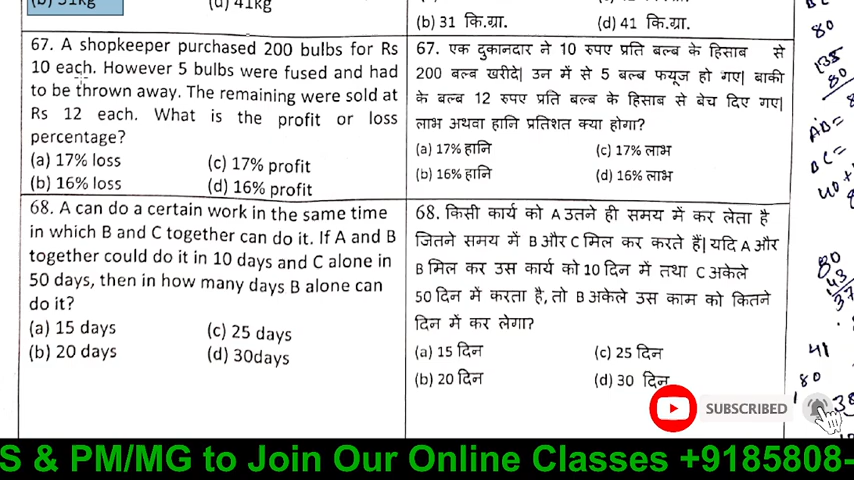 (b) 31kg
(d) 41kg
(b) 31 कि.ग्रा.
(d) 41 कि.ग्रा.
67. A shopkeeper purchased 200 bulbs for Rs
10 each. However 5 bulbs were fused and had
to be thrown away. The remaining were sold at
Rs 12 each. What is the profit or loss
percentage?
(a) 17% loss
(c) 17% profit
(b) 16% loss
(d) 16% profit
67. एक दुकानदार ने 10 रुपए प्रति बल्ब के हिसाब से
200 बल्ब खरीदे| उन में से 5 बल्ब फयूज हो गए| बाकी
के बल्ब 12 रुपए प्रति बल्ब के हिसाब से बेच दिए गए|
लाभ अथवा हानि प्रतिशत क्या होगा?
(a) 17% हानि
(c) 17% लाभ
(b) 16% हानि
(d) 16% लाभ
68. A can do a certain work in the same time
in which B and C together can do it. If A and B
together could do it in 10 days and C alone in
50 days, then in how many days B alone can
do it?
(a) 15 days
(c) 25 days
(b) 20 days
(d) 30days
68. किसी कार्य को A उतने ही समय में कर लेता है
जितने समय में B और C मिल कर करते हैं| यदि A और
B मिल कर उस कार्य को 10 दिन में तथा C अकेले
50 दिन में करता है, तो B अकेले उस काम को कितने
दिन में कर लेगा?
(a) 15 दिन
(c) 25 दिन
(b) 20 दिन
(d) 30 दिन
80
138
80
AB =
BC =
80
43
37
41
80
SUBSCRIBED
S & PM/MG to Join Our Online Classes +9185808-